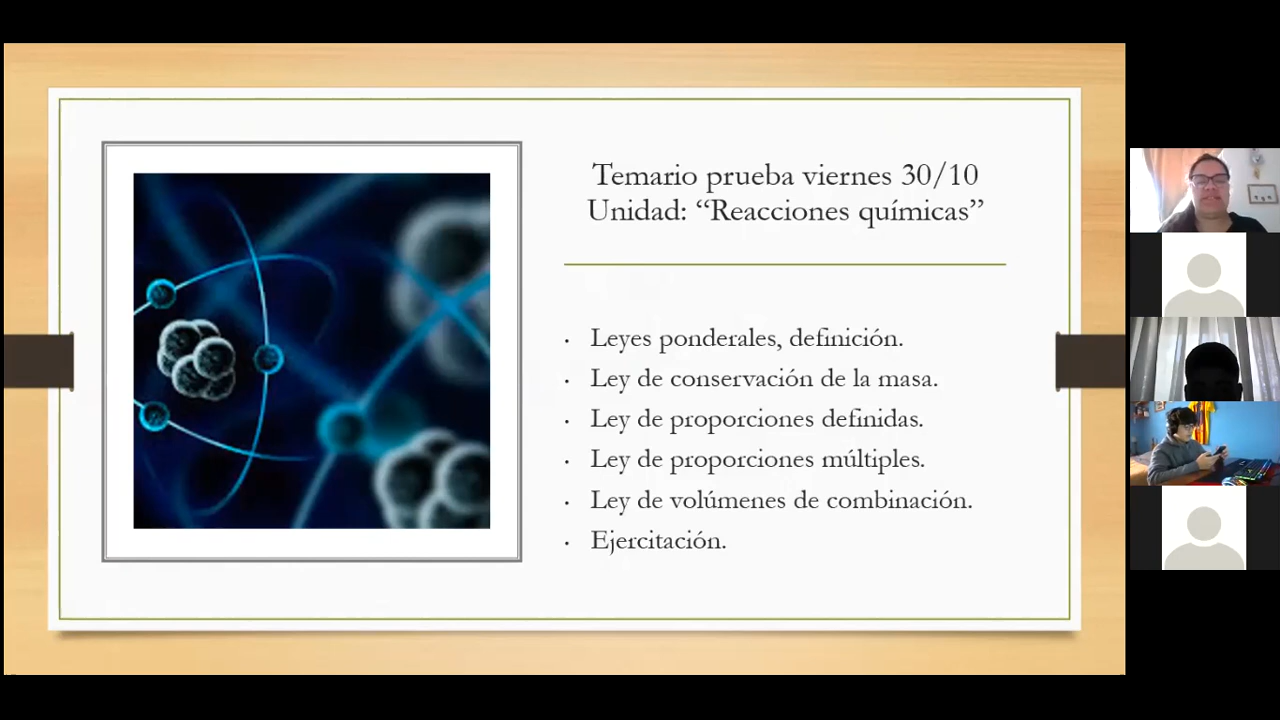 Temario prueba viernes 30/10
Unidad: “Reacciones químicas”
• Leyes ponderales, definición.
• Ley de conservación de la masa.
• Ley de proporciones definidas.
• Ley de proporciones múltiples.
• Ley de volúmenes de combinación.
• Ejercitación.